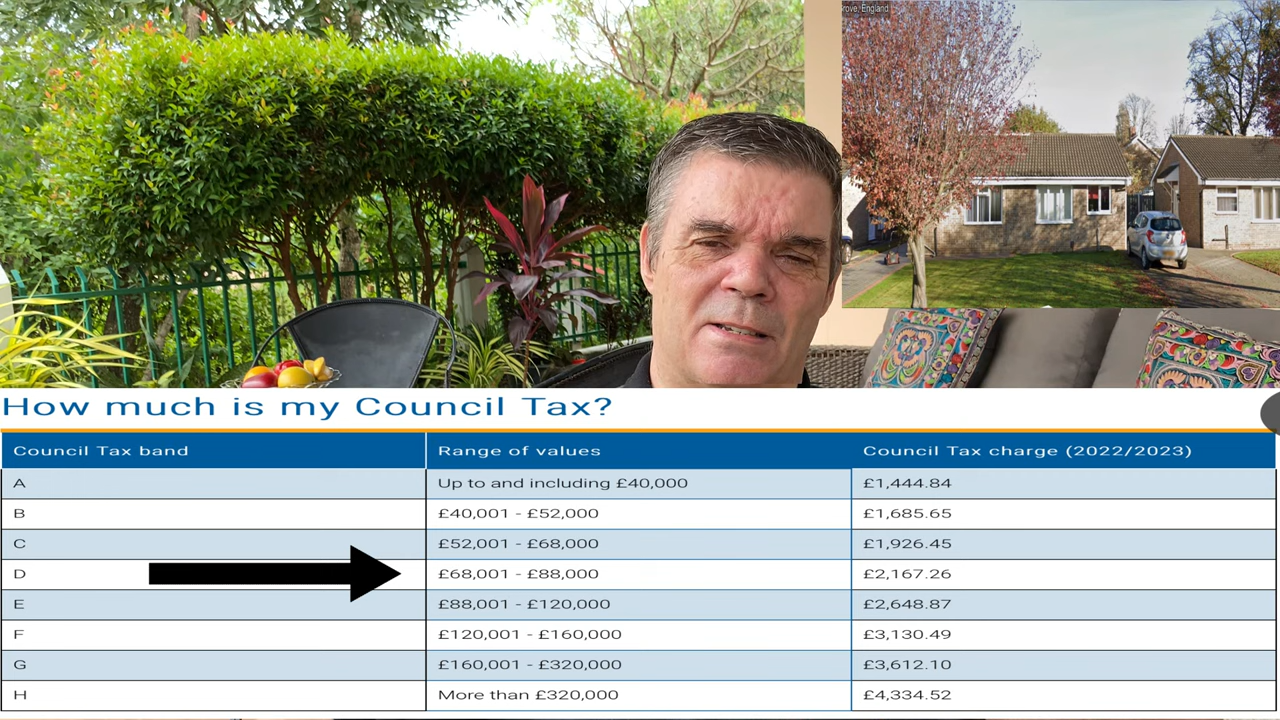 rove, England
How much is my Council Tax?
Council Tax band Range of values Council Tax charge (2022/2023)
A Up to and including £40,000 £1,444.84
B £40,001 - £52,000 £1,685.65
C £52,001 - £68,000 £1,926.45
D £68,001 - £88,000 £2,167.26
E £88,001 - £120,000 £2,648.87
F £120,001 - £160,000 £3,130.49
G £160,001 - £320,000 £3,612.10
H More than £320,000 £4,334.52